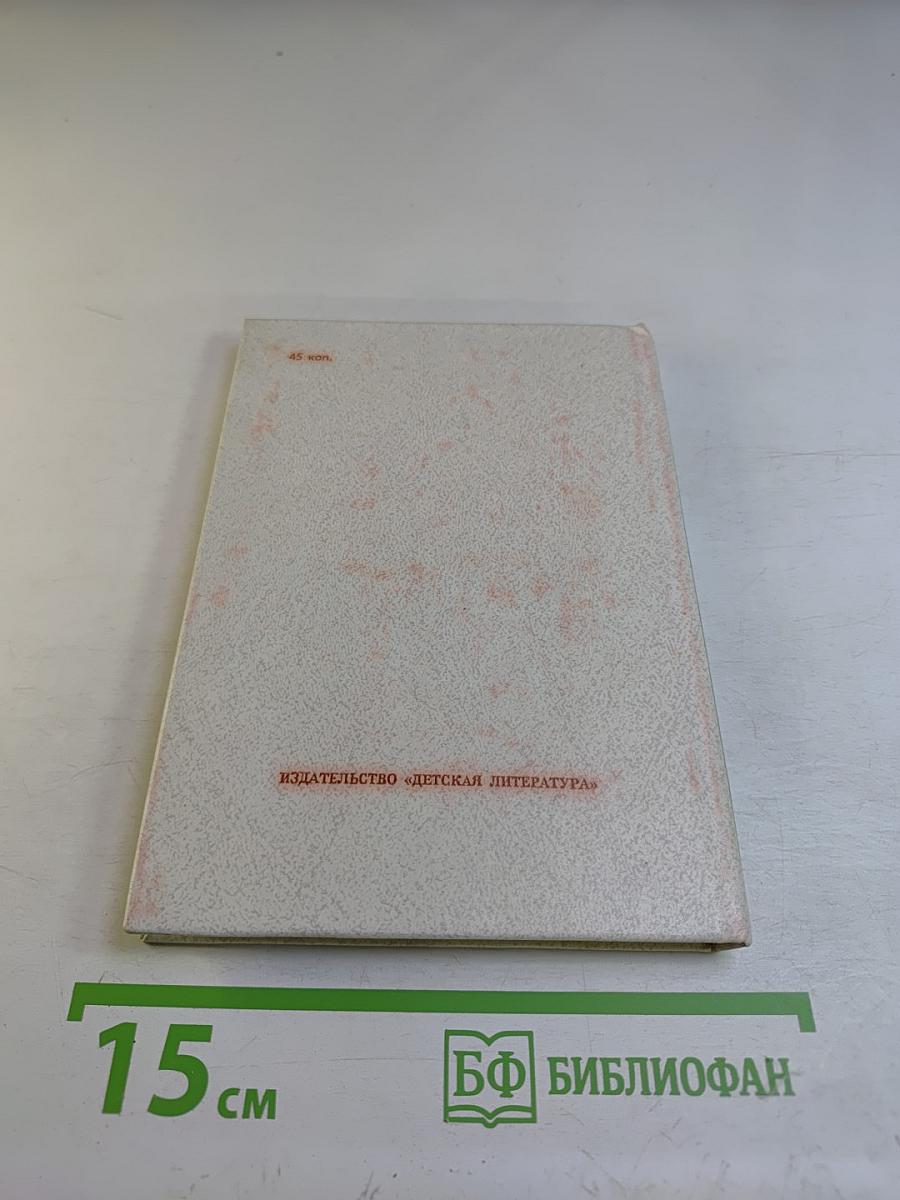 45 коп.
ИЗДАТЕЛЬСТВО «ДЕТСКАЯ ЛИТЕРАТУРА»
15 см
БФ БИБЛИОФАН